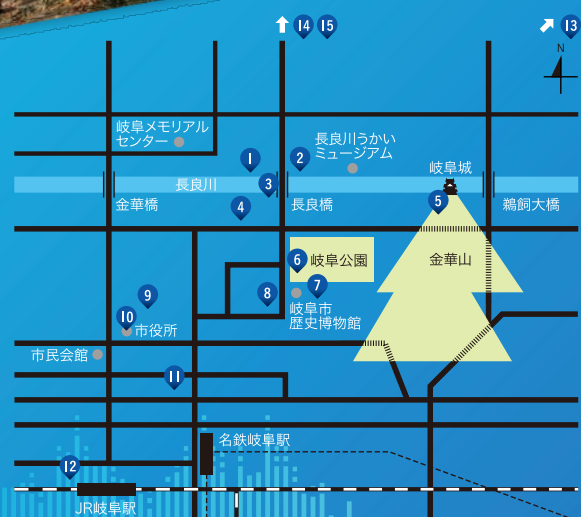 14 15
13
N
岐阜メモリアル
センター
長良川うかい
ミュージアム
岐阜城
1
2
3
4
5
長良川
金華橋
長良橋
鵜飼大橋
6
岐阜公園
金華山
7
8
岐阜市
歴史博物館
9
10
市役所
市民会館
11
名鉄岐阜駅
12
JR岐阜駅